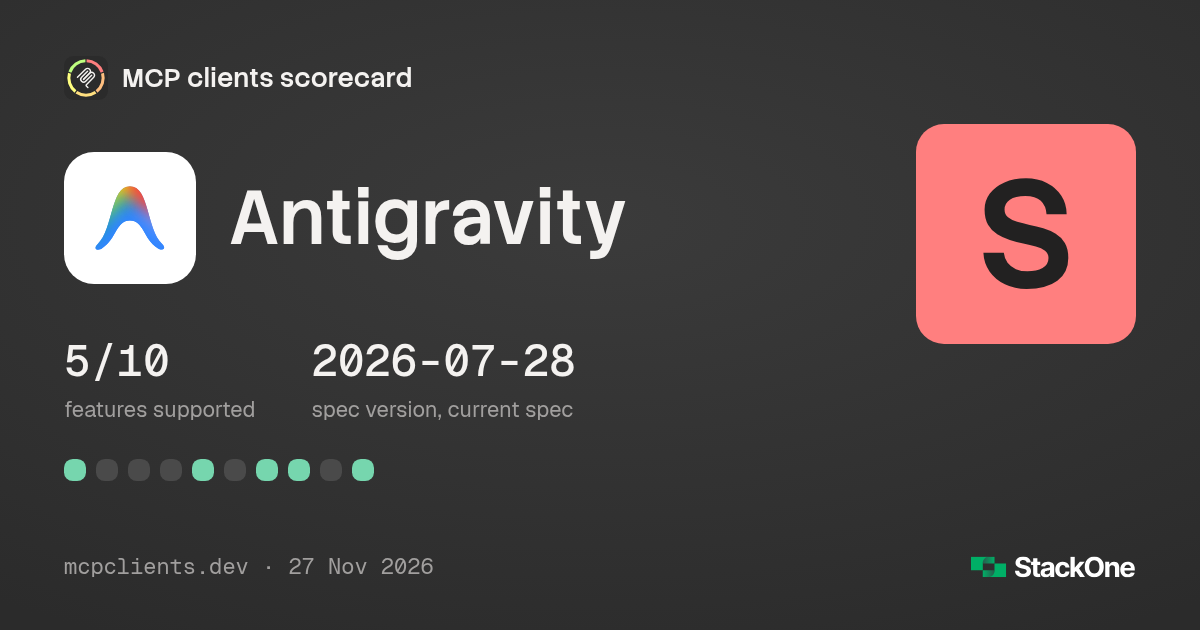 MCP clients scorecard
Antigravity
S
5/10
features supported
2026-07-28
spec version, current spec
mcpclients.dev · 27 Nov 2026
StackOne